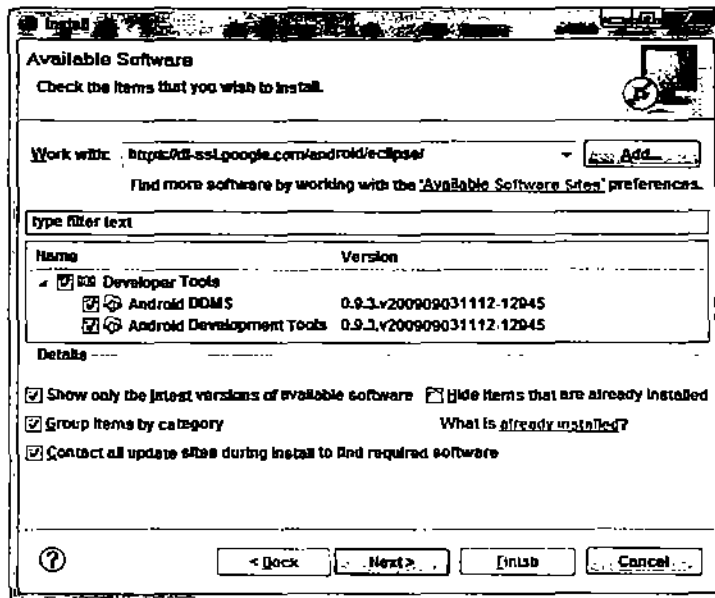 Install
Available Software
Check the items that you wish to install.
Work with: https://dl-ssl.google.com/android/eclipse/ Add...
Find more software by working with the 'Available Software Sites' preferences.
type filter text
Name Version
Developer Tools
Android DDMS 0.9.3.v200909031112-12945
Android Development Tools 0.9.3.v200909031112-12945
Details
Show only the latest versions of available software Hide items that are already installed
Group items by category What is already installed?
Contact all update sites during install to find required software
< Back Next > Finish Cancel